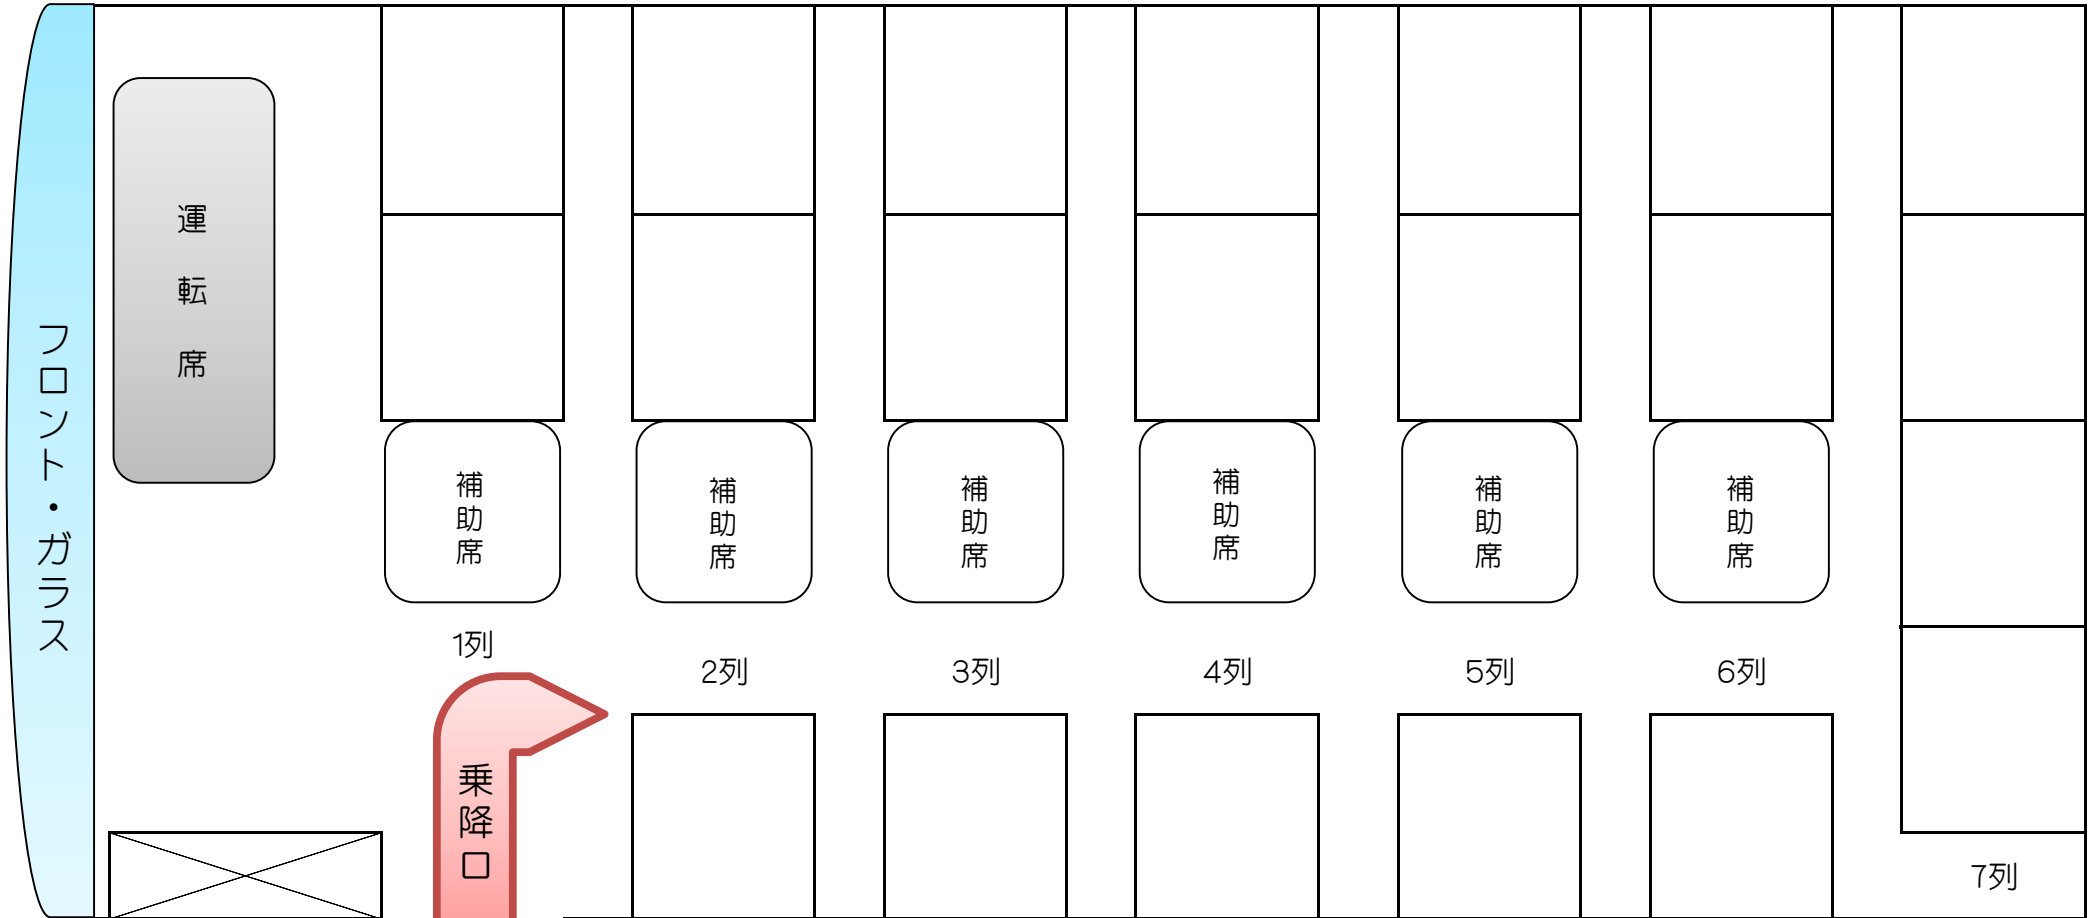 フロント・ガラス
運転席
補助席
補助席
補助席
補助席
補助席
補助席
1列
2列
3列
4列
5列
6列
乗降口
7列